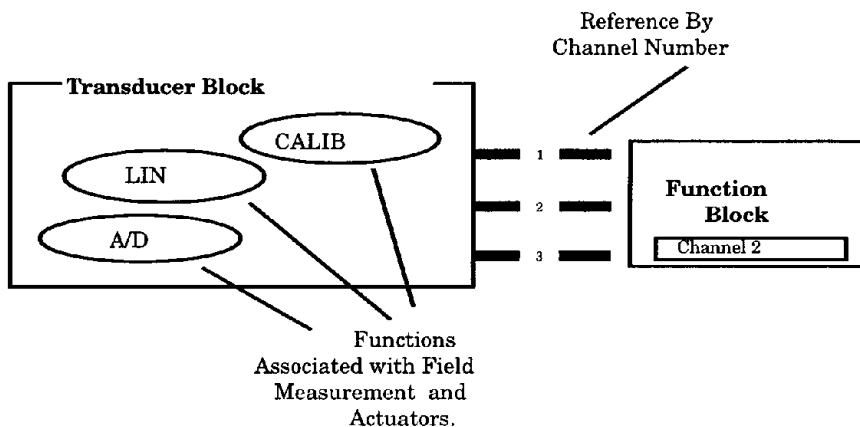 Reference By
Channel Number
Transducer Block
CALIB
LIN
A/D
1
2
3
Function
Block
Channel 2
Functions
Associated with Field
Measurement and
Actuators.